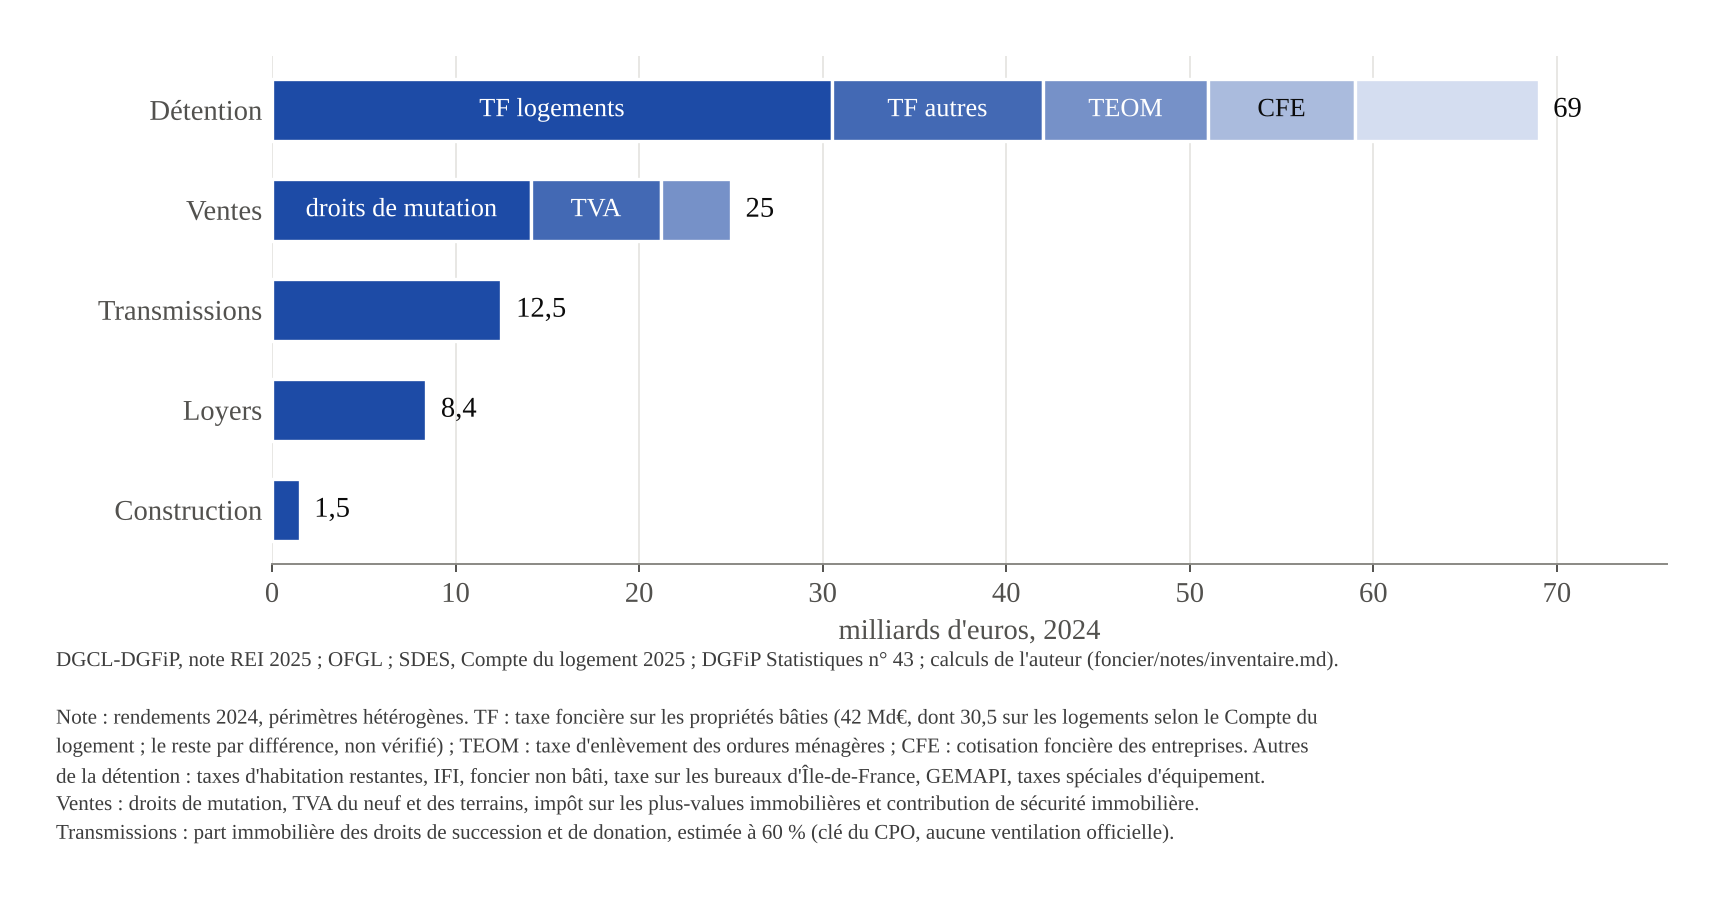 Détention
TF logements
TF autres
TEOM
CFE
69
Ventes
droits de mutation
TVA
25
Transmissions
12,5
Loyers
8,4
Construction
1,5
0 10 20 30 40 50 60 70
milliards d'euros, 2024
DGCL-DGFiP, note REI 2025 ; OFGL ; SDES, Compte du logement 2025 ; DGFiP Statistiques n° 43 ; calculs de l'auteur (foncier/notes/inventaire.md).
Note : rendements 2024, périmètres hétérogènes. TF : taxe foncière sur les propriétés bâties (42 Md€, dont 30,5 sur les logements selon le Compte du
logement ; le reste par différence, non vérifié) ; TEOM : taxe d'enlèvement des ordures ménagères ; CFE : cotisation foncière des entreprises. Autres
de la détention : taxes d'habitation restantes, IFI, foncier non bâti, taxe sur les bureaux d'Île-de-France, GEMAPI, taxes spéciales d'équipement.
Ventes : droits de mutation, TVA du neuf et des terrains, impôt sur les plus-values immobilières et contribution de sécurité immobilière.
Transmissions : part immobilière des droits de succession et de donation, estimée à 60 % (clé du CPO, aucune ventilation officielle).